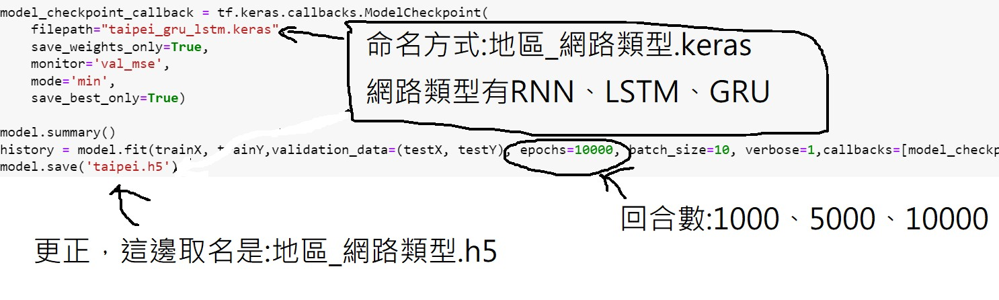 model_checkpoint_callback = tf.keras.callbacks.ModelCheckpoint(
    filepath="taipei_gru_lstm.keras"
    save_weights_only=True,
    monitor='val_mse',
    mode='min',
    save_best_only=True)
命名方式:地區_網路類型.keras
網路類型有RNN、LSTM、GRU
model.summary()
history = model.fit(trainX, t ainY,validation_data=(testX, testY), epochs=10000, batch_size=10, verbose=1,callbacks=[model_checkp
model.save('taipei.h5')
回合數:1000、5000、10000
更正，這邊取名是:地區_網路類型.h5